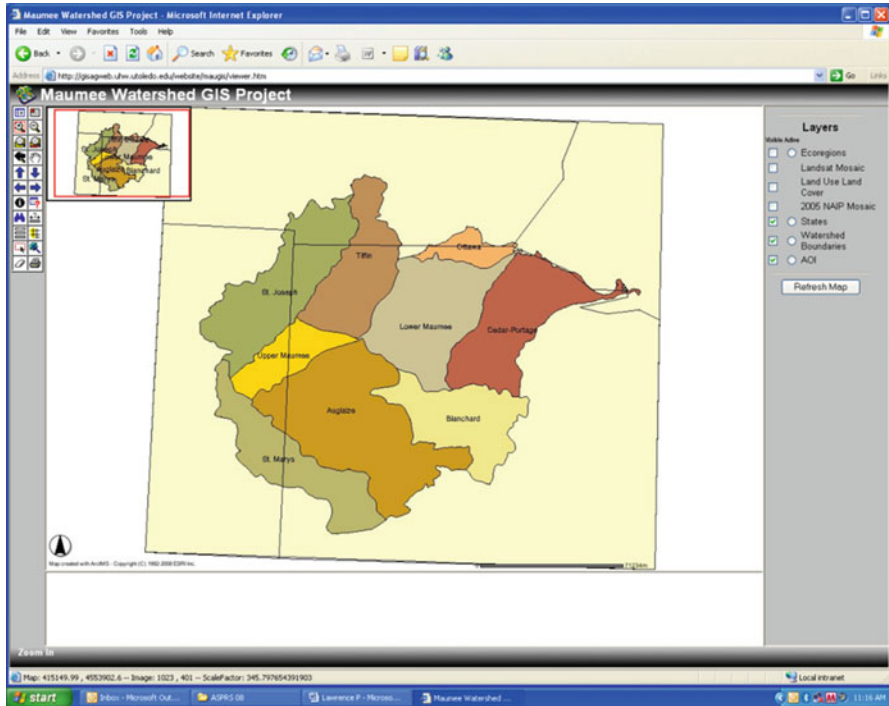 Maumee Watershed GIS Project - Microsoft Internet Explorer
File Edit View Favorites Tools Help
Back Search Favorites
Address http://gisagweb.uhw.utoledo.edu/website/maugis/viewer.htm Go Links
Maumee Watershed GIS Project
Layers
Visible Active
Ecoregions
Landsat Mosaic
Land Use Land
Cover
2005 NAIP Mosaic
States
Watershed
Boundaries
AOI
Refresh Map
St. Joseph
Tiffin
Ottawa
Upper Maumee
Lower Maumee
Cedar-Portage
Auglaize
Blanchard
St. Marys
Map created with ArcIMS - Copyright (C) 1992-2008 ESRI Inc.
Zoom In
Map: 415149.99 , 4553902.6 -- Image: 1023 , 401 -- ScaleFactor: 345.797654391903
Local intranet
start
Inbox - Microsoft Out...
ASPRS 08
Lawrence P - Microso...
Maumee Watershed ...
11:16 AM